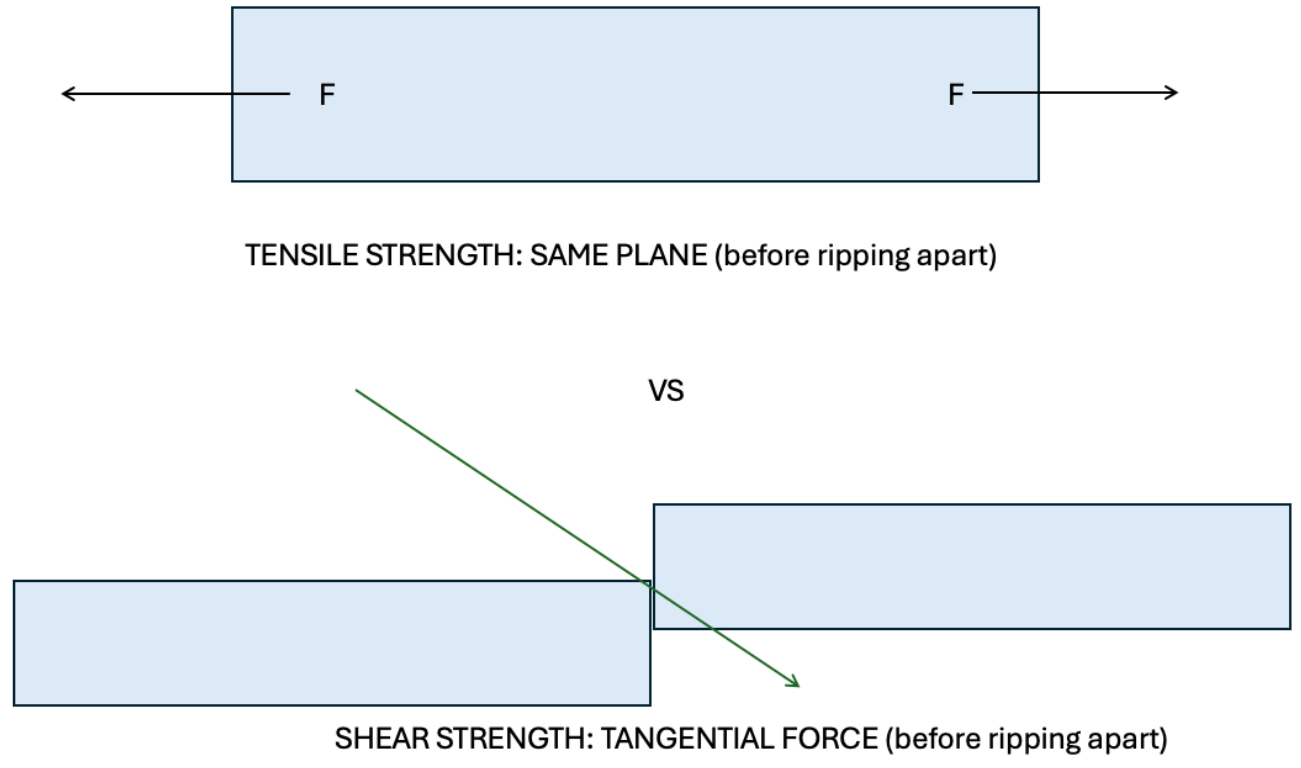 F F
TENSILE STRENGTH: SAME PLANE (before ripping apart)
VS
SHEAR STRENGTH: TANGENTIAL FORCE (before ripping apart)